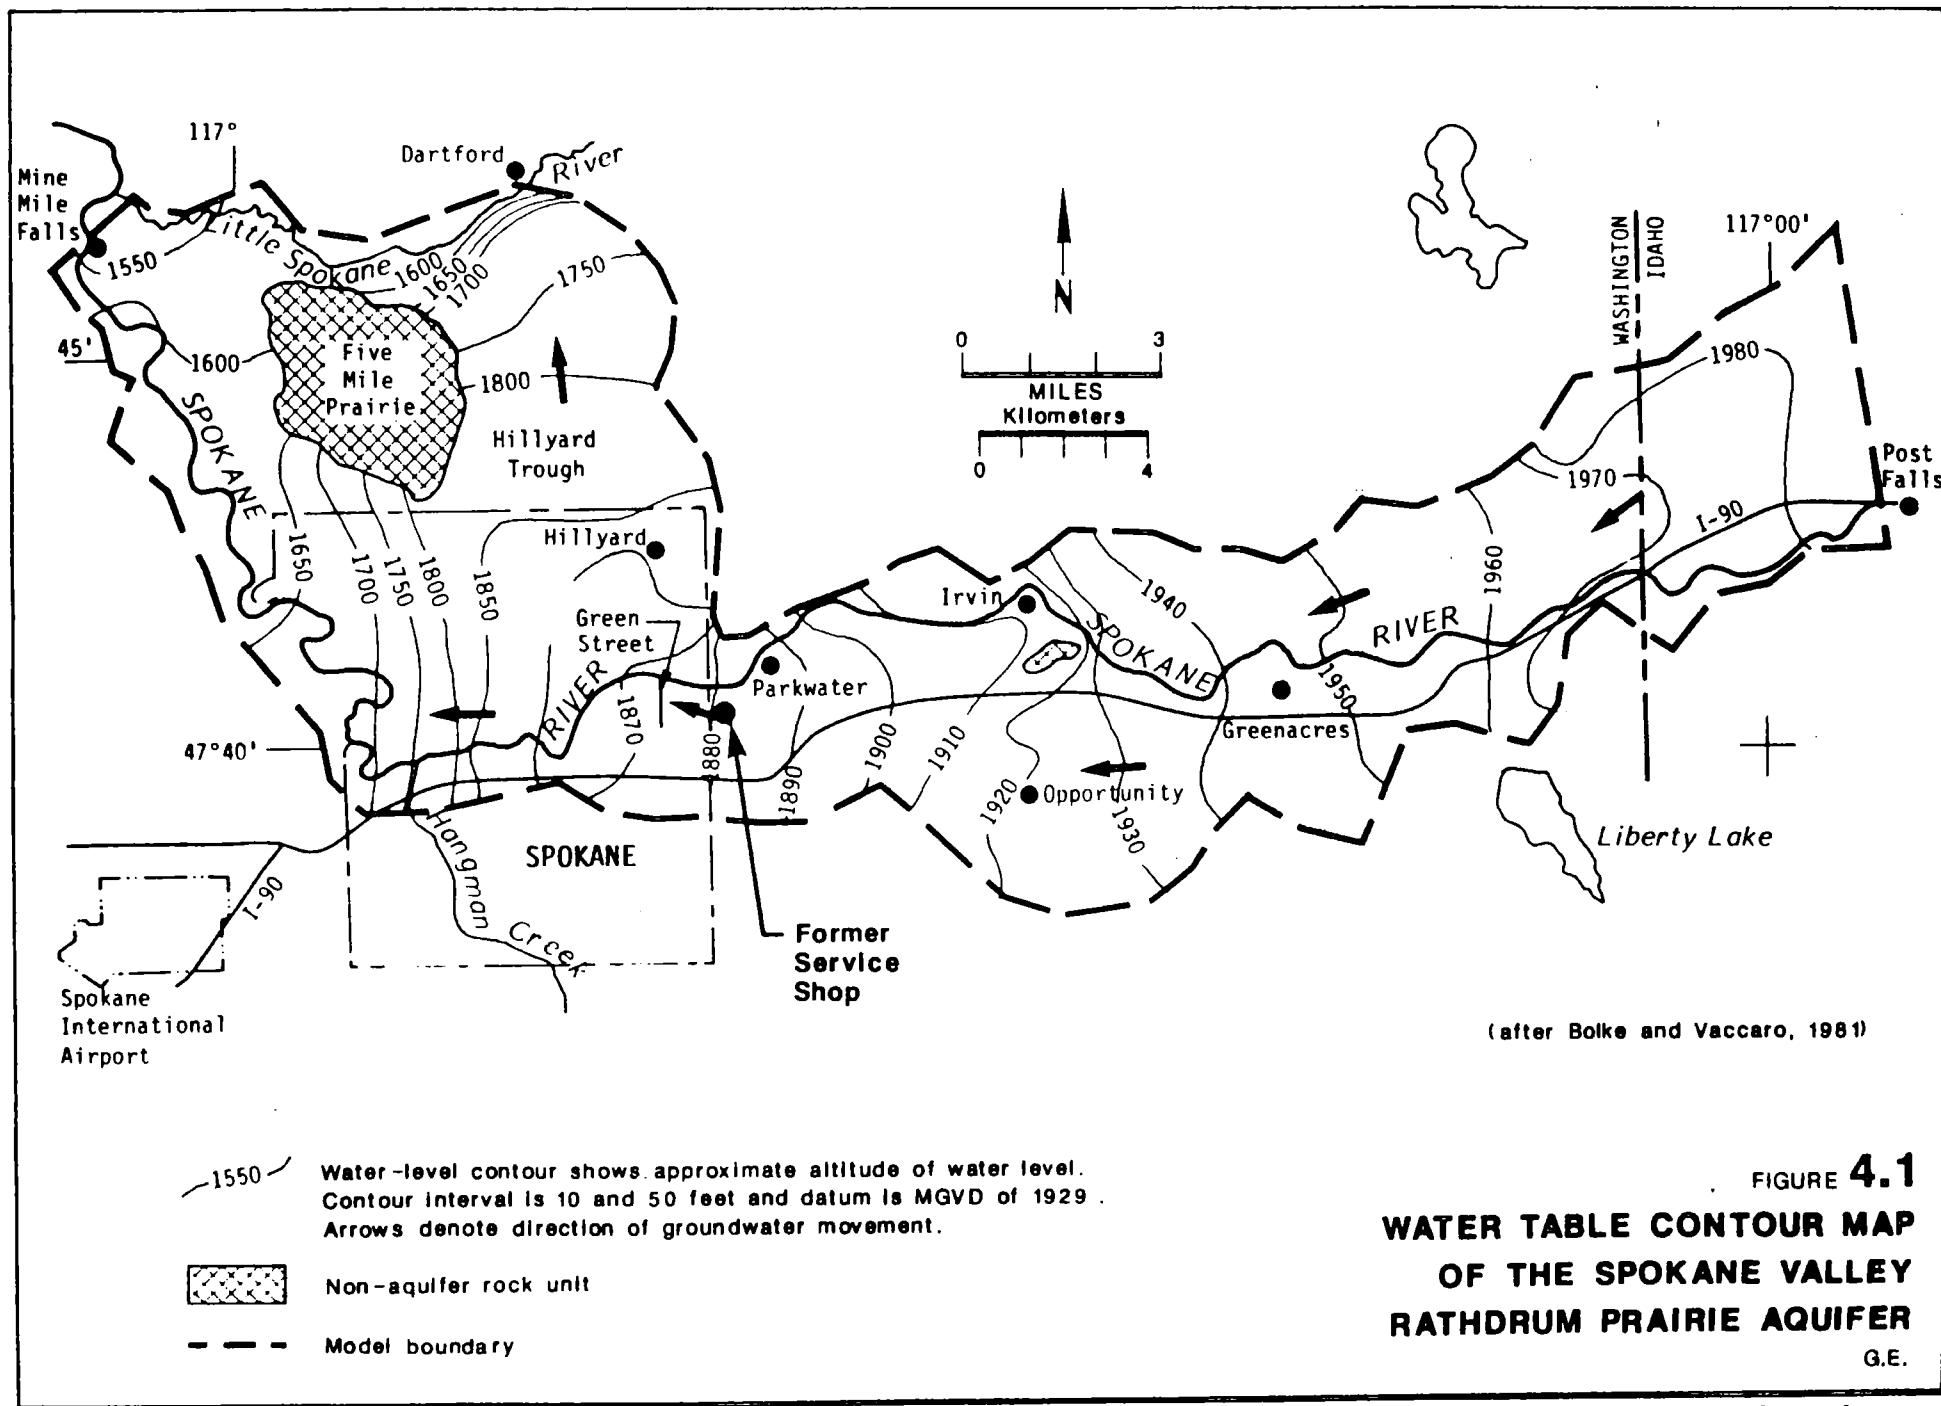 117°
Dartford
River
Mine
Mile
Falls
1550
Little Spokane
1600
1650
1700
1750
45'
1600
Five
Mile
Prairie
1800
Hillyard
Trough
SPOKANE
N
0 3
MILES
Kilometers
0 4
WASHINGTON
IDAHO
117°00'
1980
1970
Post
Falls
I-90
1960
Hillyard
1650
1700
1750
1800
1850
Green
Street
RIVER
1870
Parkwater
1880
1890
1900
1910
Irvin
1940
SPOKANE
RIVER
1950
Greenacres
1920
Opportunity
1930
47°40'
Hangman
Creek
SPOKANE
I-90
Liberty Lake
Former
Service
Shop
Spokane
International
Airport
(after Bolke and Vaccaro, 1981)
1550
Water-level contour shows approximate altitude of water level.
Contour interval is 10 and 50 feet and datum is MGVD of 1929.
Arrows denote direction of groundwater movement.
Non-aquifer rock unit
Model boundary
FIGURE 4.1
WATER TABLE CONTOUR MAP
OF THE SPOKANE VALLEY
RATHDRUM PRAIRIE AQUIFER
G.E.